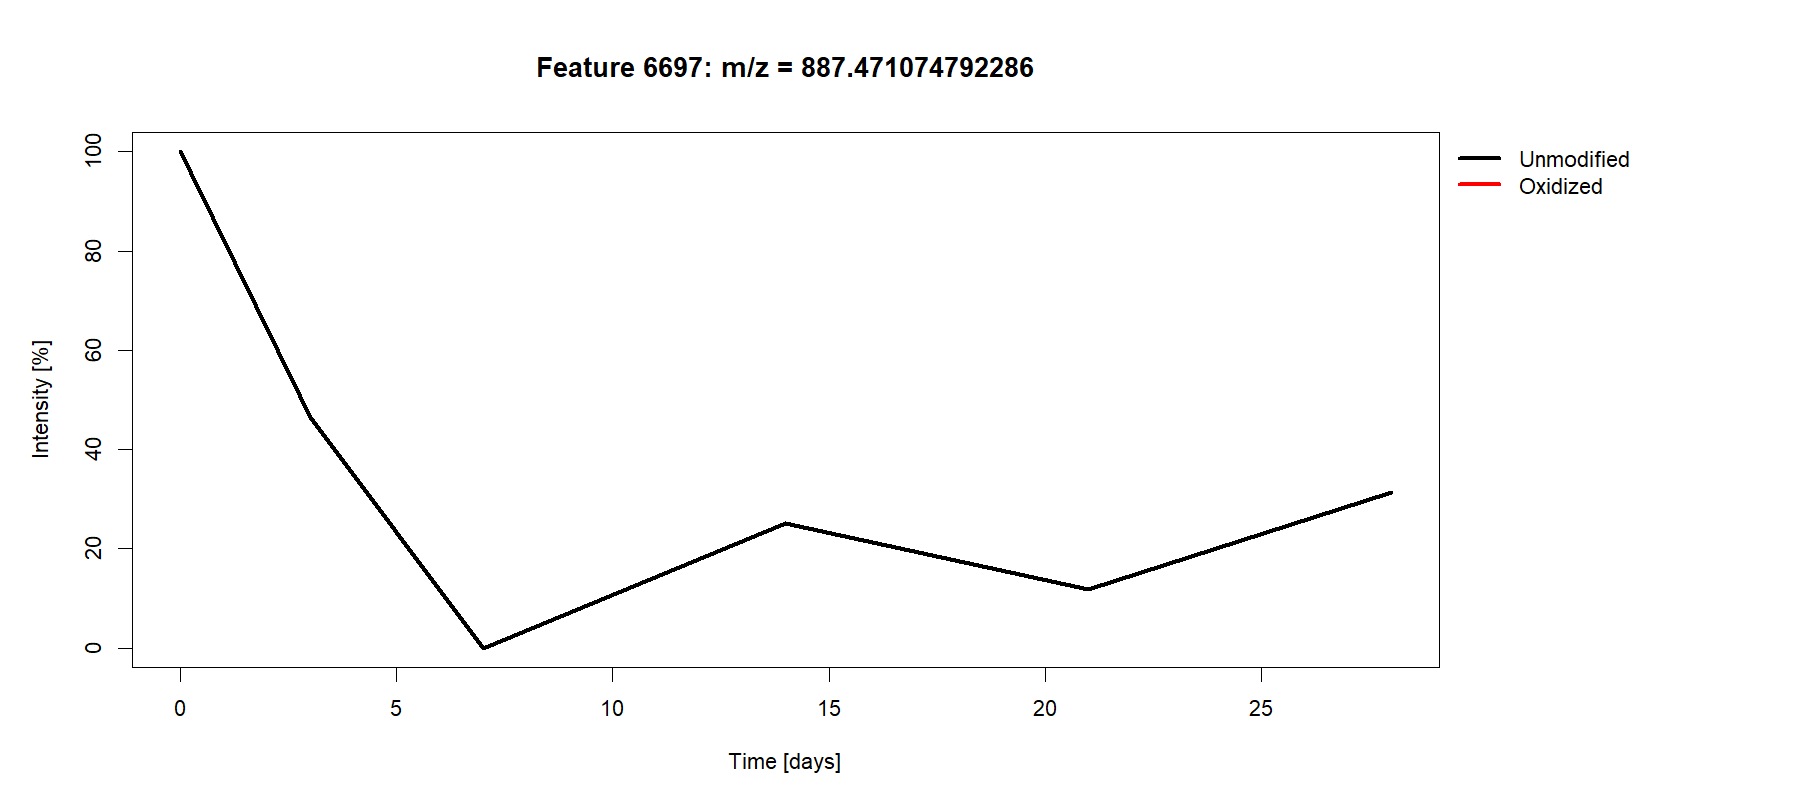 Feature 6697: m/z = 887.471074792286
Unmodified
Oxidized
Intensity [%]
100
80
60
40
20
0
0 5 10 15 20 25
Time [days]